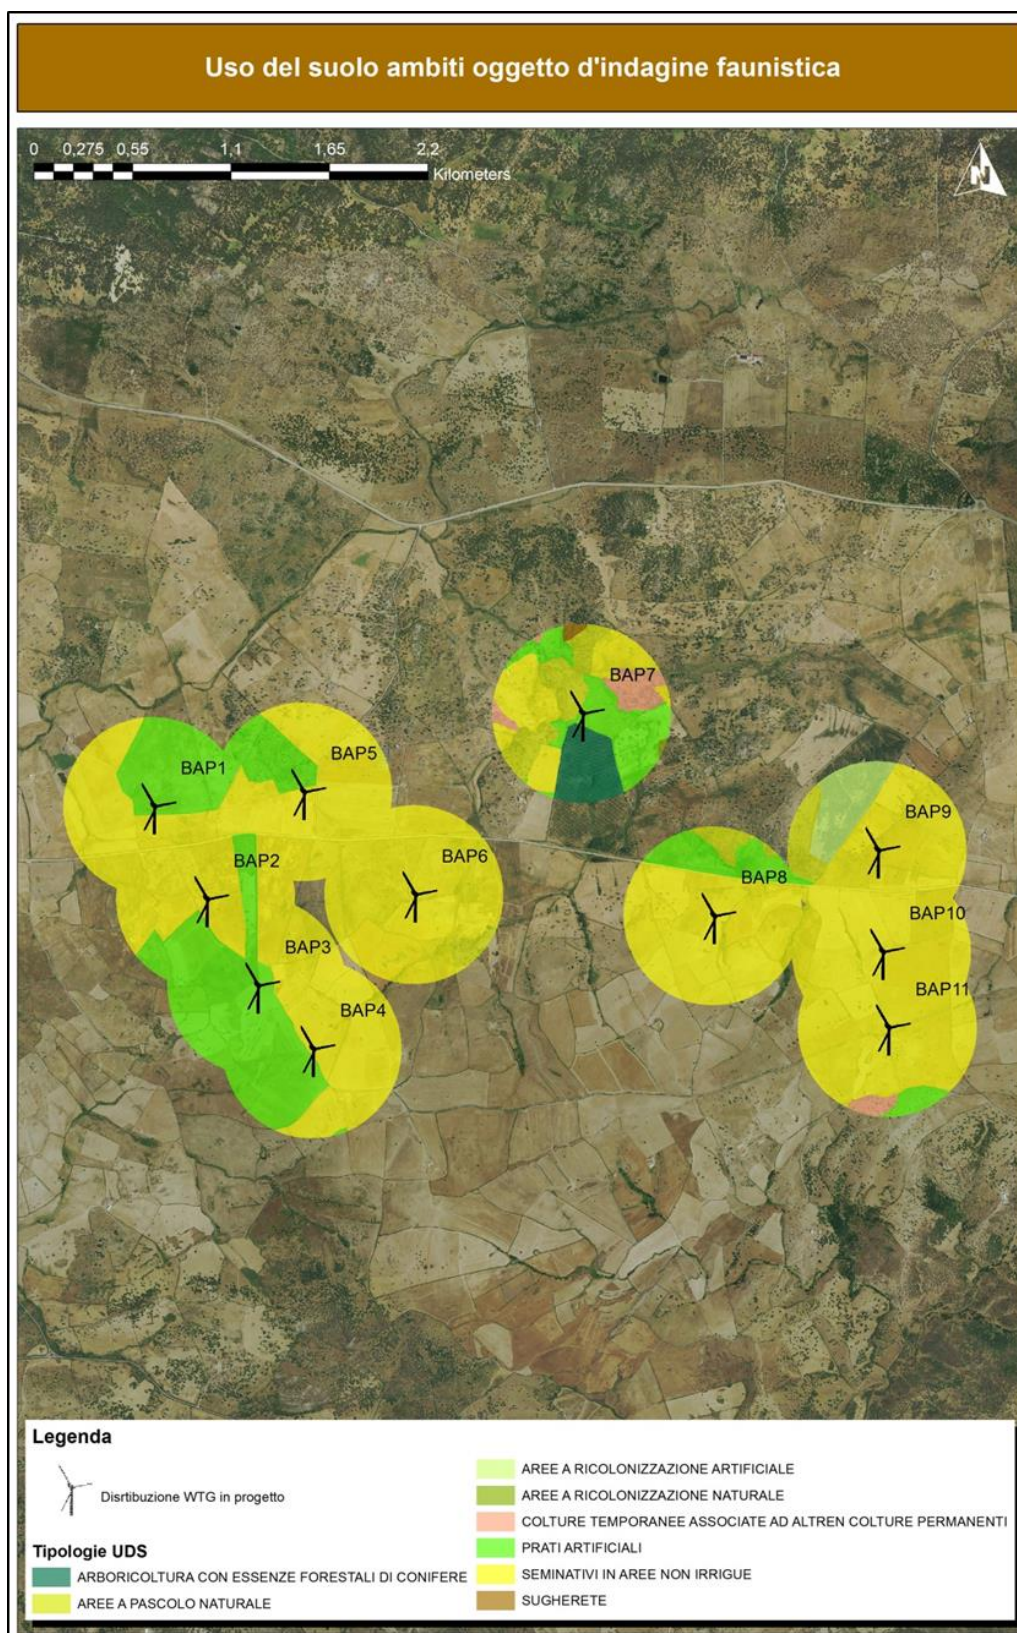 Uso del suolo ambiti oggetto d'indagine faunistica
0 0,275 0,55 1,1 1,65 2,2
Kilometers
N
BAP7
BAP1
BAP5
BAP9
BAP2
BAP6
BAP8
BAP10
BAP3
BAP11
BAP4
Legenda
Disrtibuzione WTG in progetto
Tipologie UDS
ARBORICOLTURA CON ESSENZE FORESTALI DI CONIFERE
AREE A PASCOLO NATURALE
AREE A RICOLONIZZAZIONE ARTIFICIALE
AREE A RICOLONIZZAZIONE NATURALE
COLTURE TEMPORANEE ASSOCIATE AD ALTREN COLTURE PERMANENTI
PRATI ARTIFICIALI
SEMINATIVI IN AREE NON IRRIGUE
SUGHERETE